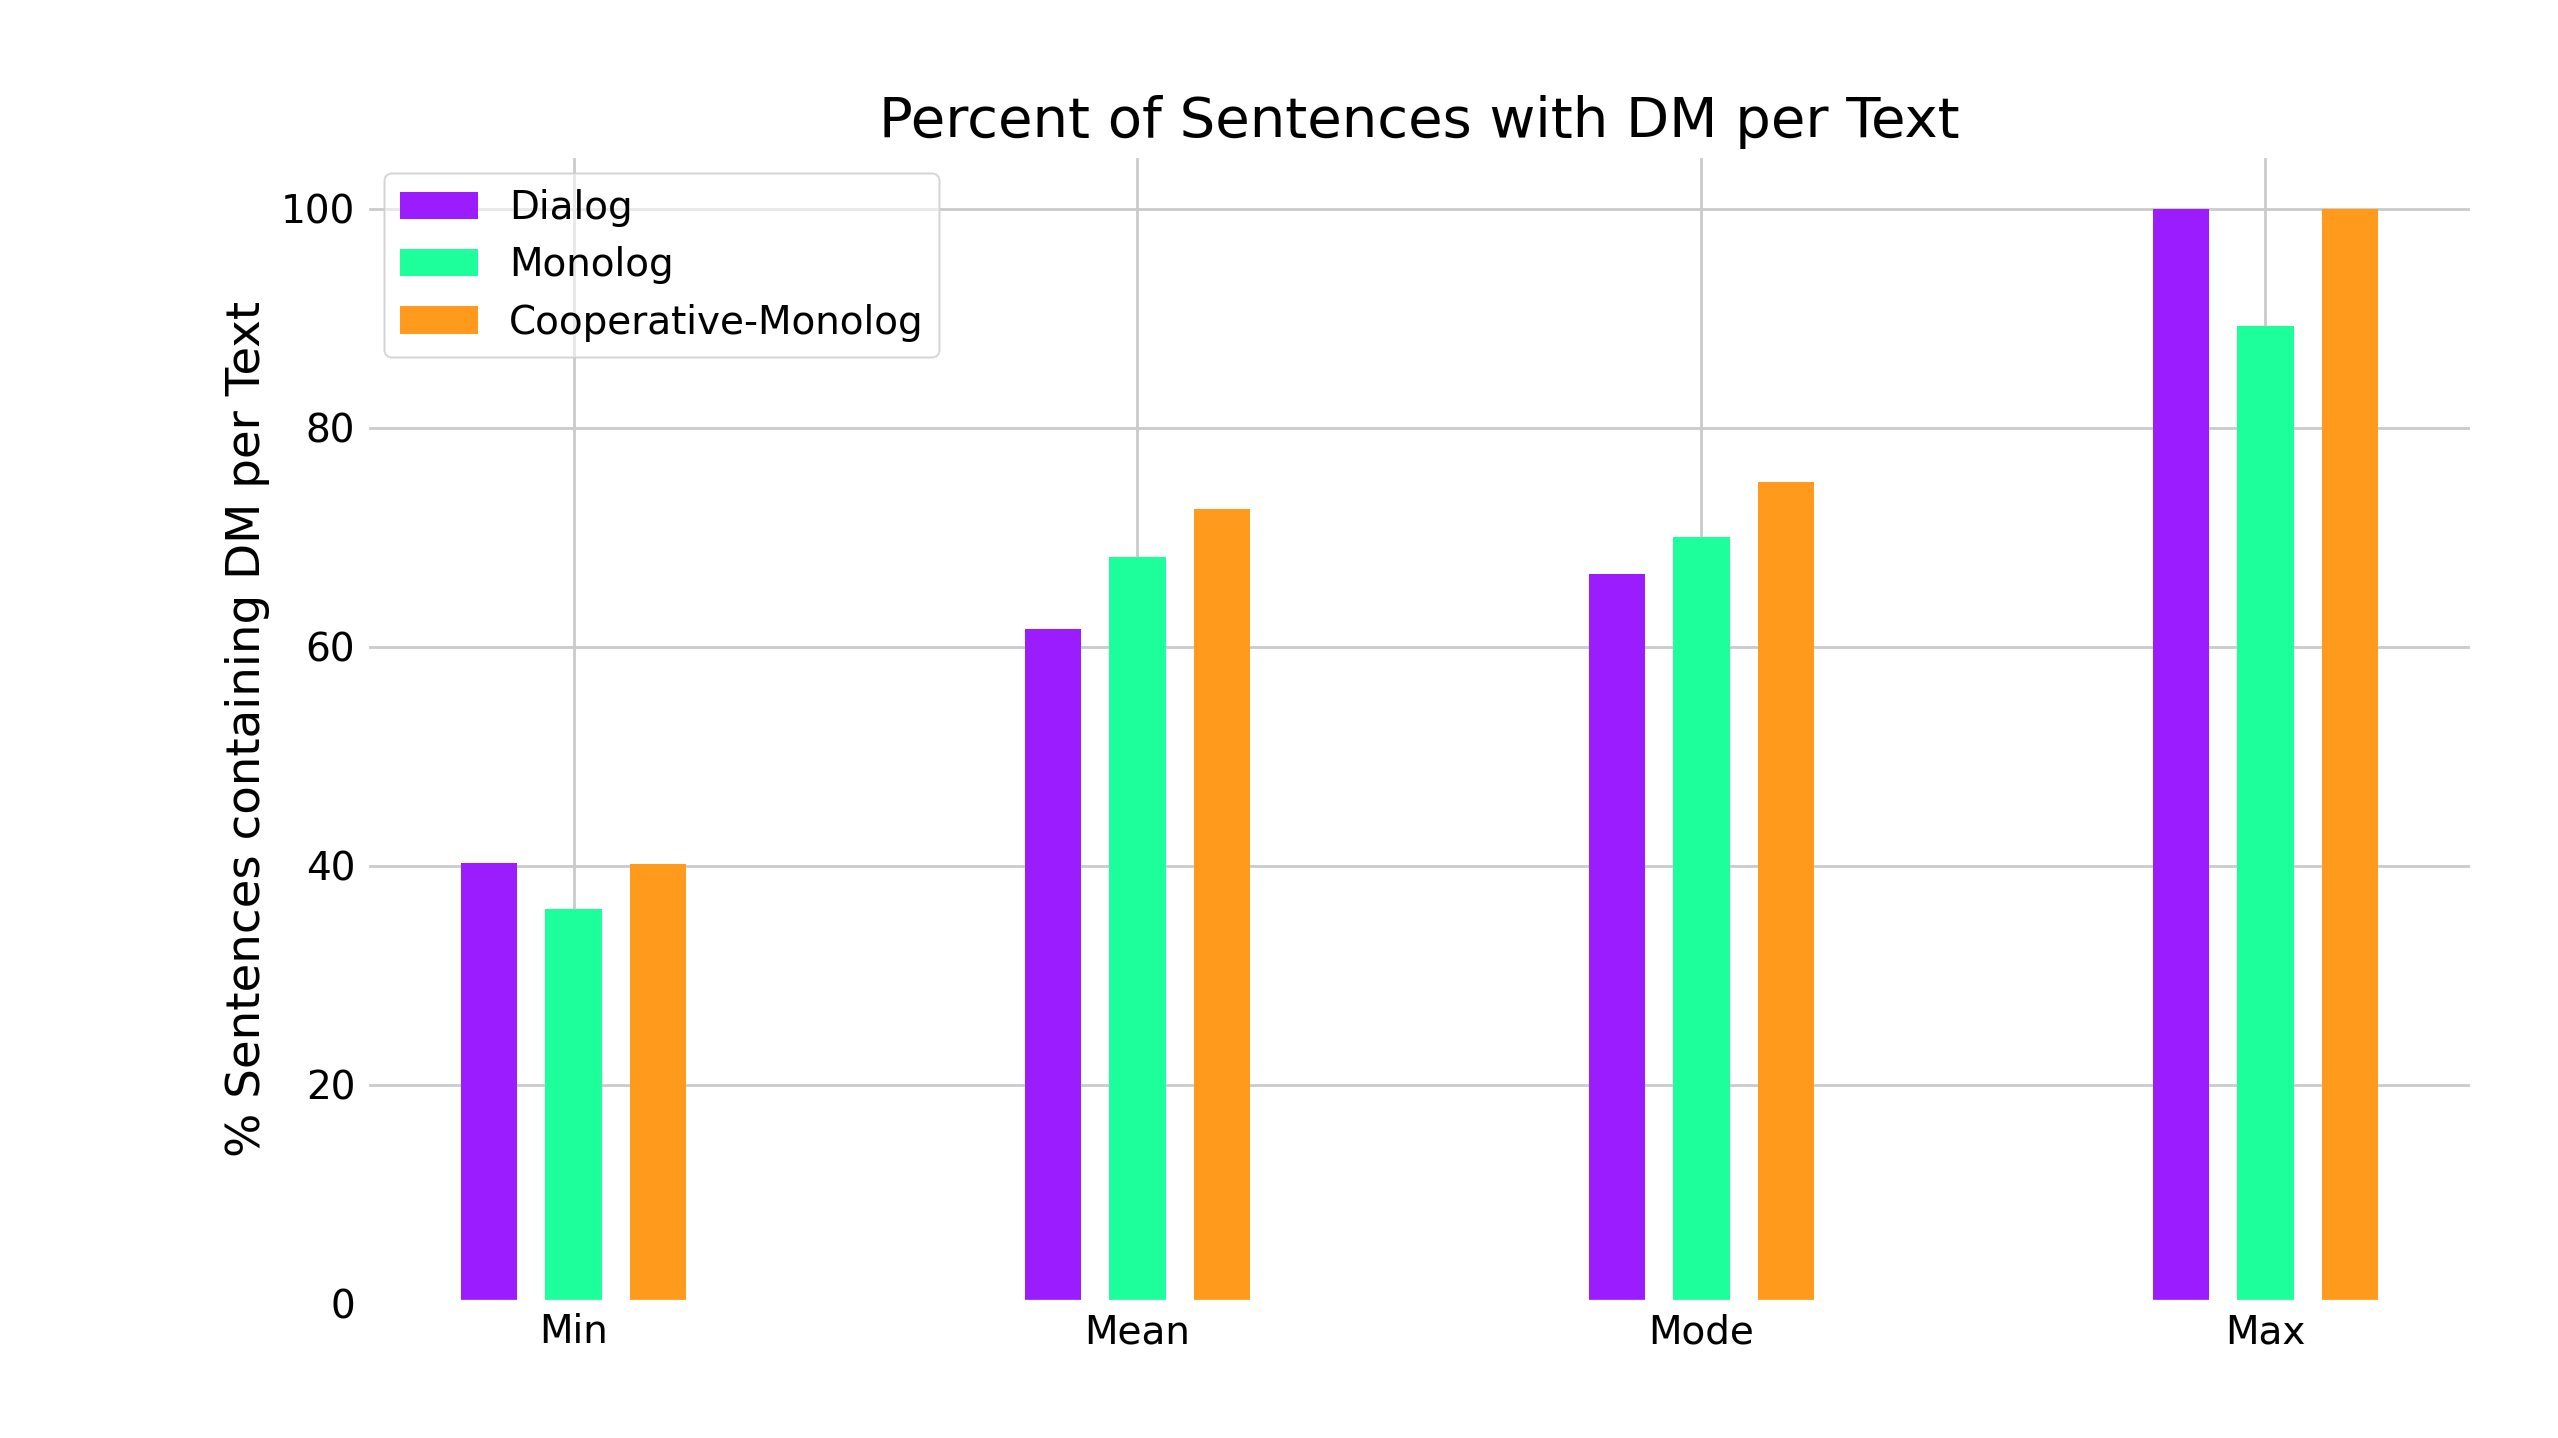 Percent of Sentences with DM per Text
Dialog
Monolog
Cooperative-Monolog
% Sentences containing DM per Text
100
80
60
40
20
0
Min
Mean
Mode
Max